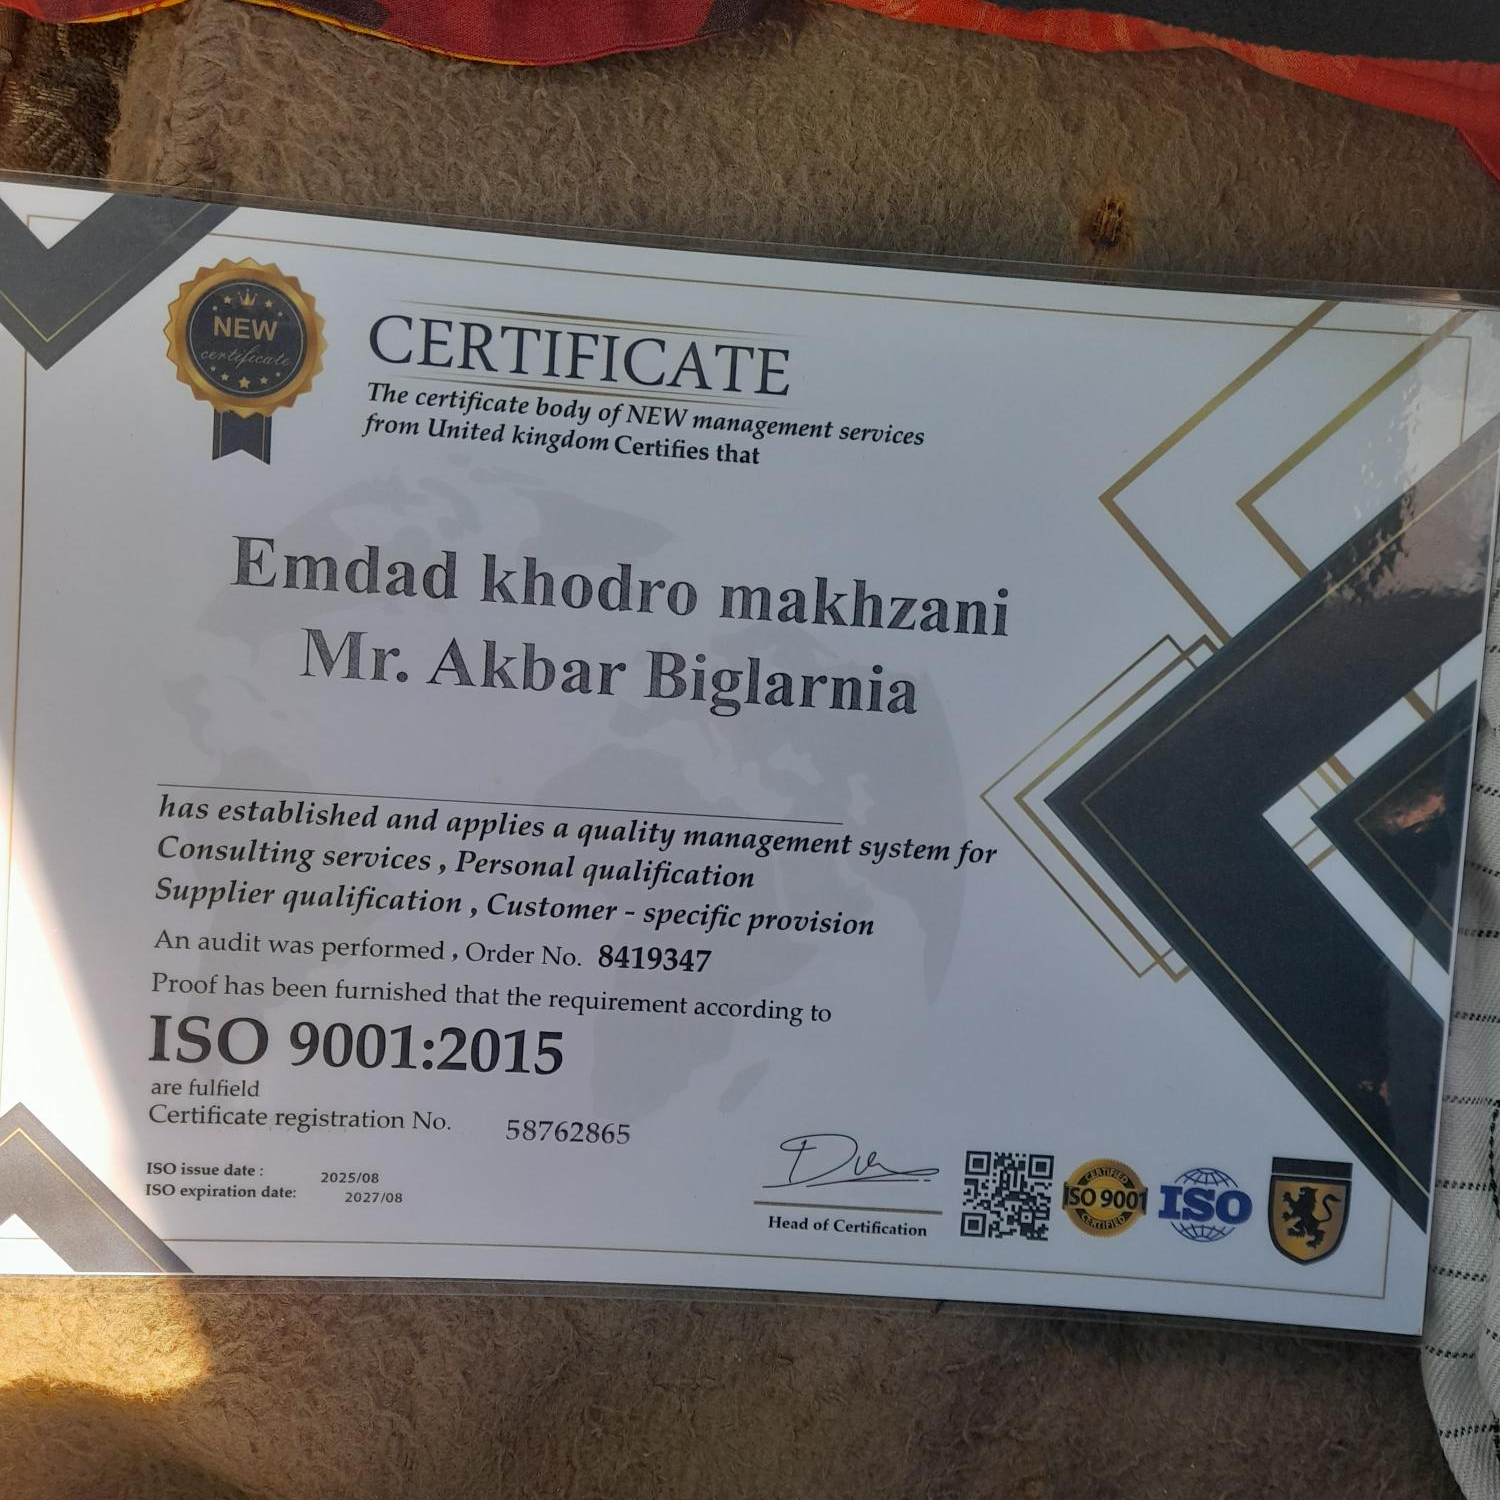 NEW
certificate
CERTIFICATE
The certificate body of NEW management services
from United kingdom Certifies that
Emdad khodro makhzani
Mr. Akbar Biglarnia
has established and applies a quality management system for
Consulting services , Personal qualification
Supplier qualification , Customer - specific provision
An audit was performed , Order No. 8419347
Proof has been furnished that the requirement according to
ISO 9001:2015
are fulfield
Certificate registration No. 58762865
ISO issue date : 2025/08
ISO expiration date: 2027/08
Head of Certification
CERTIFIED
ISO 9001
CERTIFIED
ISO